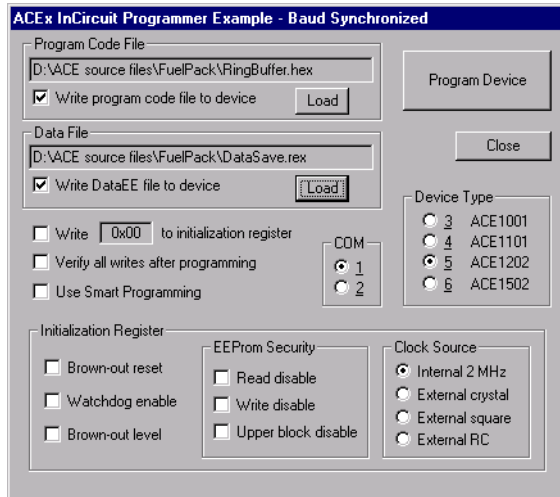 ACEx InCircuit Programmer Example - Baud Synchronized
Program Code File
D:\ACE source files\FuelPack\RingBuffer.hex
Write program code file to device
Load
Program Device
Data File
D:\ACE source files\FuelPack\DataSave.rex
Write DataEE file to device
Load
Close
Write 0x00 to initialization register
Verify all writes after programming
Use Smart Programming
COM
1
2
Device Type
3 ACE1001
4 ACE1101
5 ACE1202
6 ACE1502
Initialization Register
Brown-out reset
Watchdog enable
Brown-out level
EEProm Security
Read disable
Write disable
Upper block disable
Clock Source
Internal 2 MHz
External crystal
External square
External RC